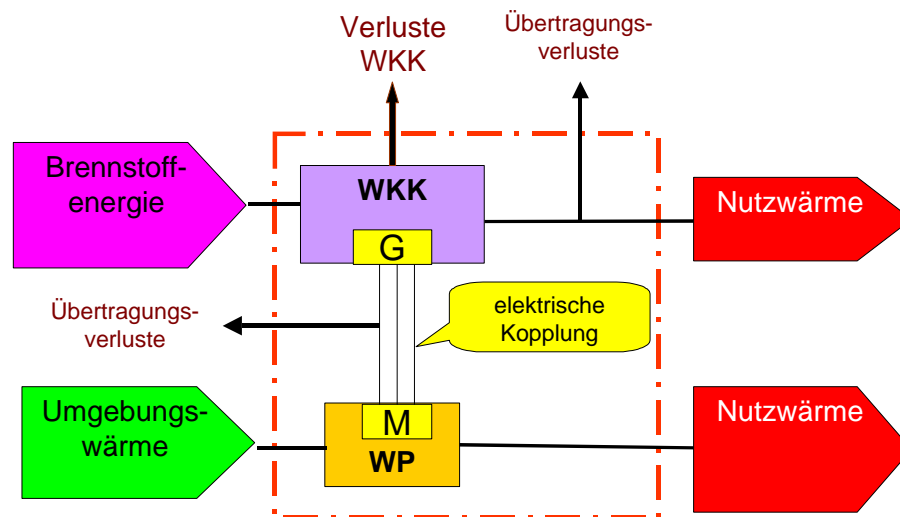 Verluste
WKK
Übertragungs-
verluste
Brennstoff-
energie
WKK
G
Nutzwärme
Übertragungs-
verluste
elektrische
Kopplung
Umgebungs-
wärme
M
WP
Nutzwärme